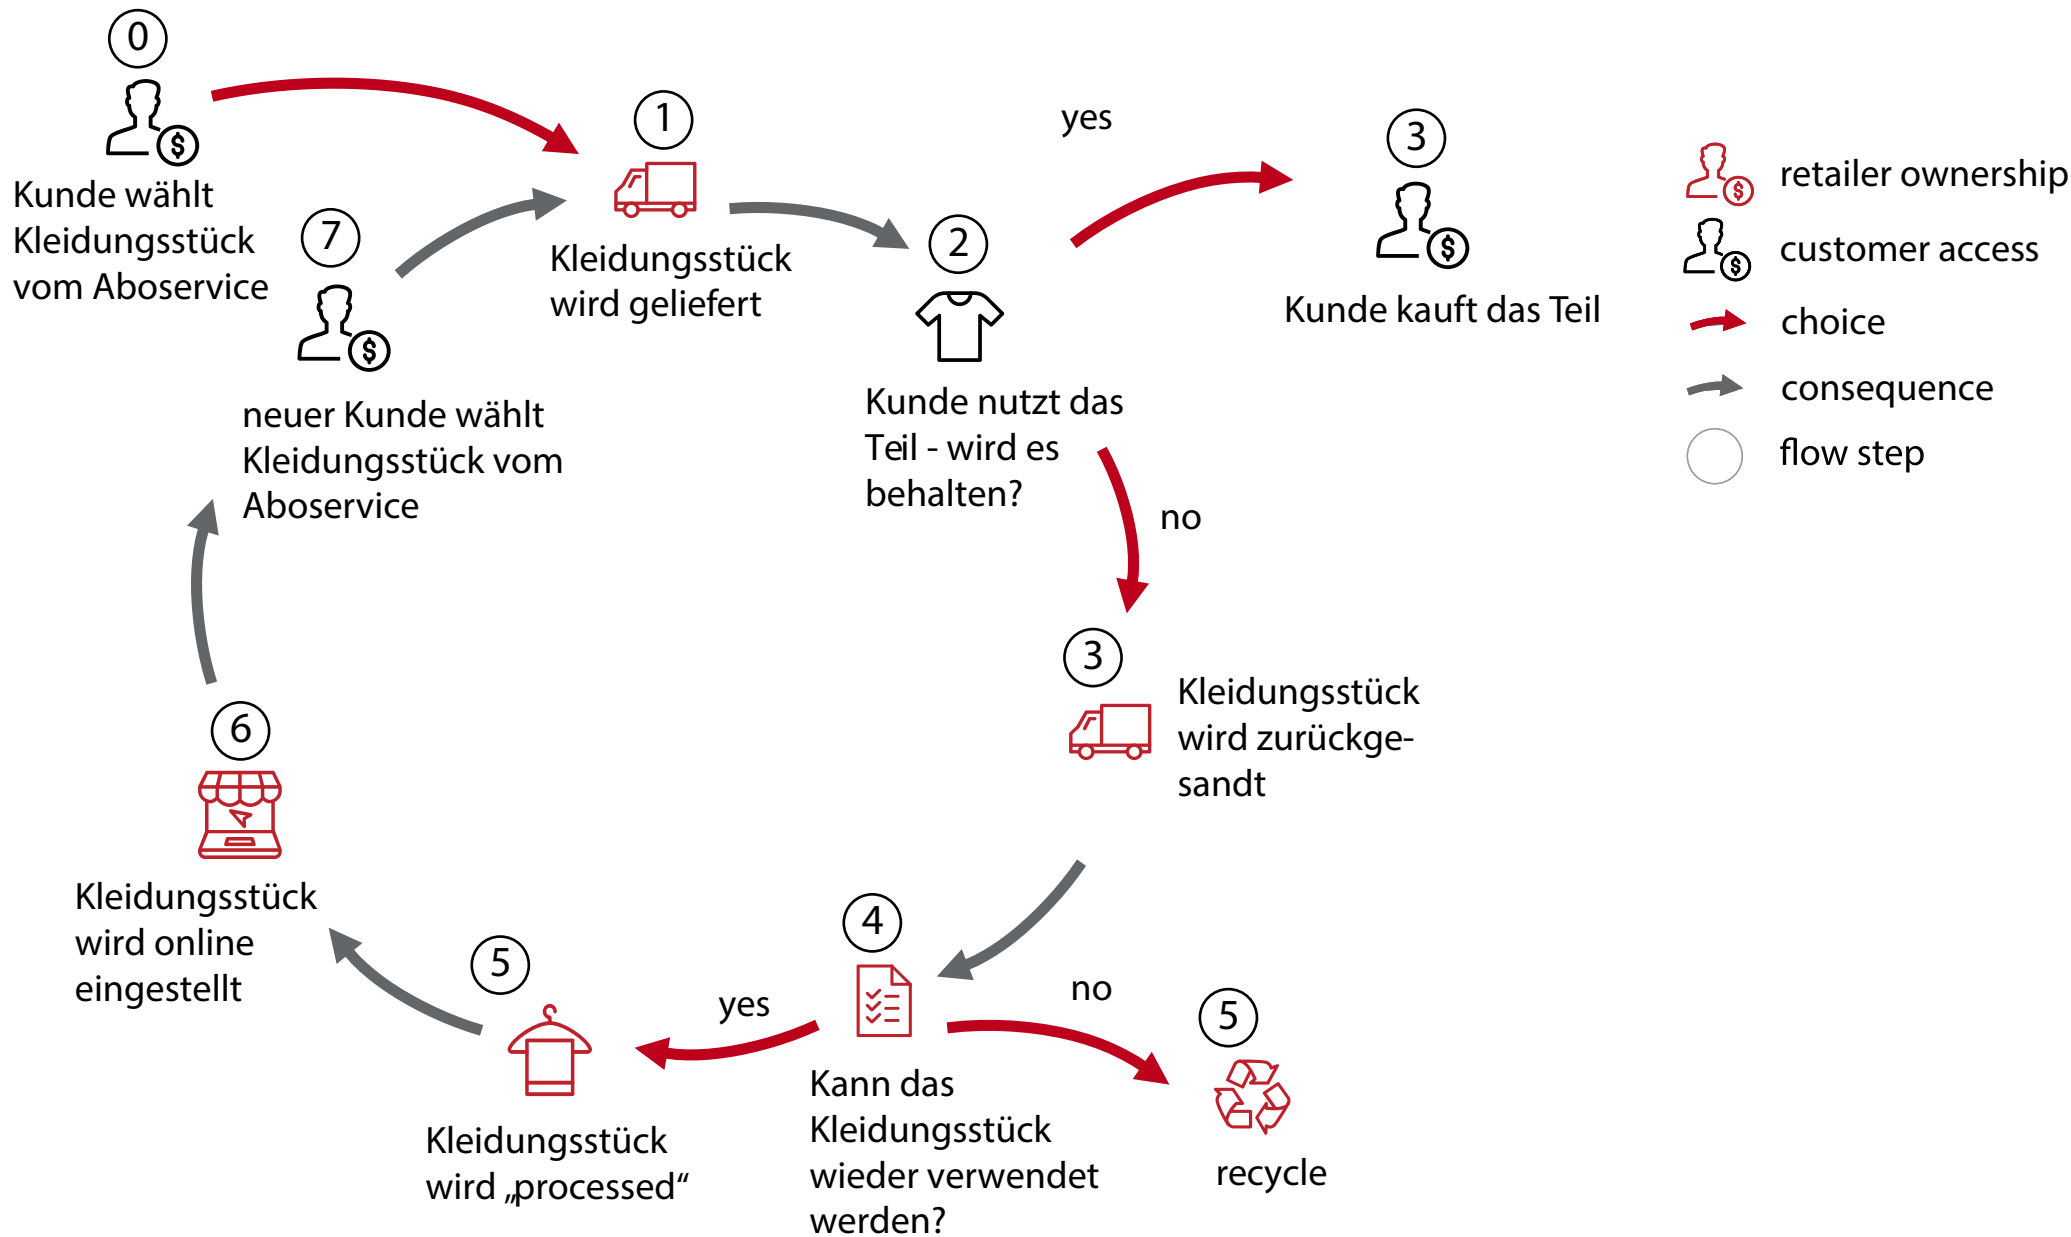 0
Kunde wählt
Kleidungsstück
vom Aboservice
1
Kleidungsstück
wird geliefert
7
neuer Kunde wählt
Kleidungsstück vom
Aboservice
2
Kunde nutzt das
Teil - wird es
behalten?
yes
3
Kunde kauft das Teil
no
3
Kleidungsstück
wird zurückge-
sandt
4
Kann das
Kleidungsstück
wieder verwendet
werden?
no
5
recycle
yes
5
Kleidungsstück
wird „processed“
6
Kleidungsstück
wird online
eingestellt
$ retailer ownership
$ customer access
choice
consequence
flow step
$
$
$